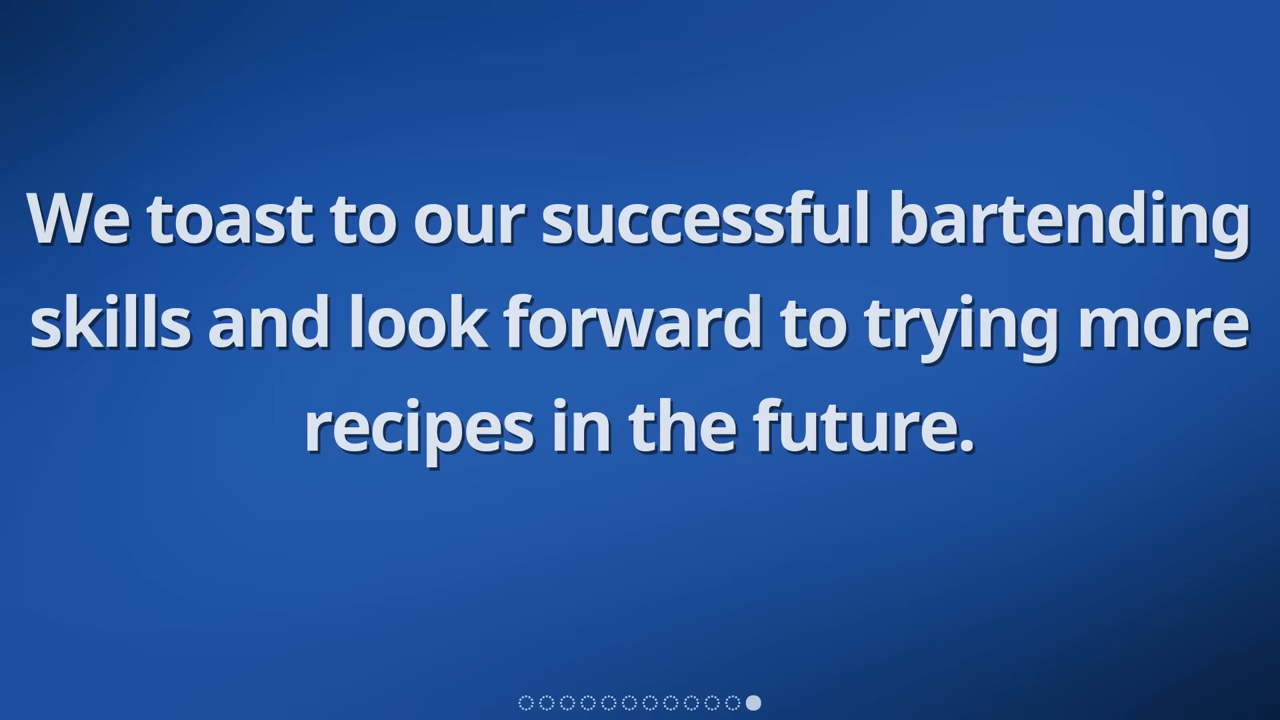 We toast to our successful bartending
skills and look forward to trying more
recipes in the future.